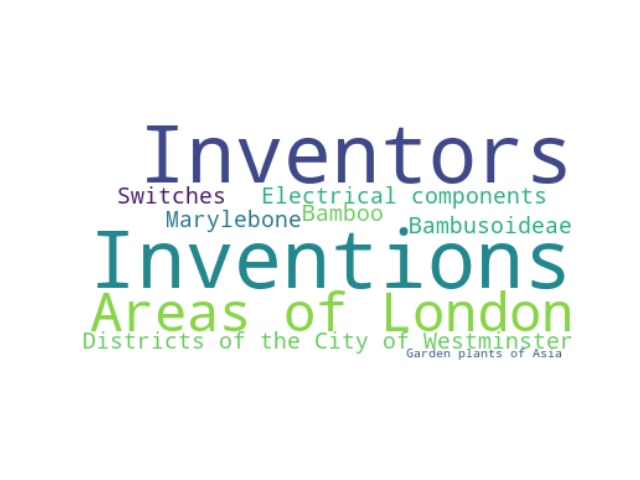 Inventors
Switches Electrical components
Marylebone Bamboo Bambusoideae
Inventions
Areas of London
Districts of the City of Westminster
Garden plants of Asia